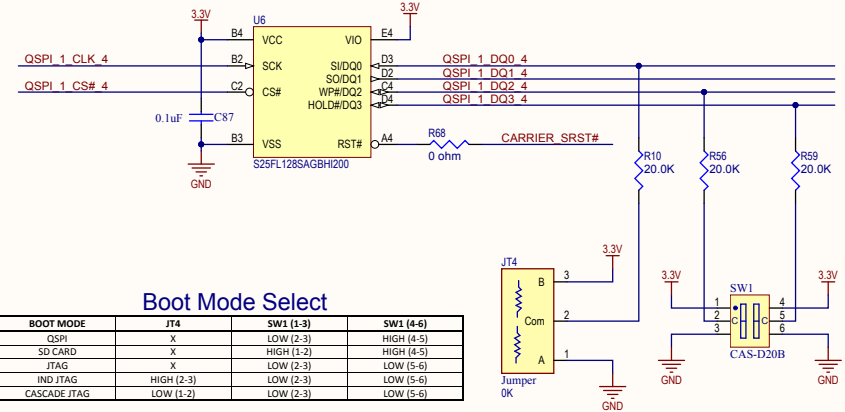 3.3V
U6
3.3V
B4 VCC VIO E4
QSPI_1_CLK_4 B2 SCK SI/DQ0 D3 QSPI_1_DQ0_4
SO/DQ1 D2 QSPI_1_DQ1_4
QSPI_1_CS#_4 C2 CS# WP#/DQ2 C4 QSPI_1_DQ2_4
HOLD#/DQ3 D4 QSPI_1_DQ3_4
0.1uF C87
B3 VSS RST# A4 R68 CARRIER_SRST#
0 ohm
S25FL128SAGBHI200
GND
R10
20.0K
R56
20.0K
R59
20.0K
JT4
3.3V
B 3
Com 2
A 1
Jumper
0K
GND
3.3V
SW1
3.3V
1 4
2 C C 5
3 6
CAS-D20B
GND
GND
Boot Mode Select
BOOT MODE JT4 SW1 (1-3) SW1 (4-6)
QSPI X LOW (2-3) HIGH (4-5)
SD CARD X HIGH (1-2) HIGH (4-5)
JTAG X LOW (2-3) LOW (5-6)
IND JTAG HIGH (2-3) LOW (2-3) LOW (5-6)
CASCADE JTAG LOW (1-2) LOW (2-3) LOW (5-6)